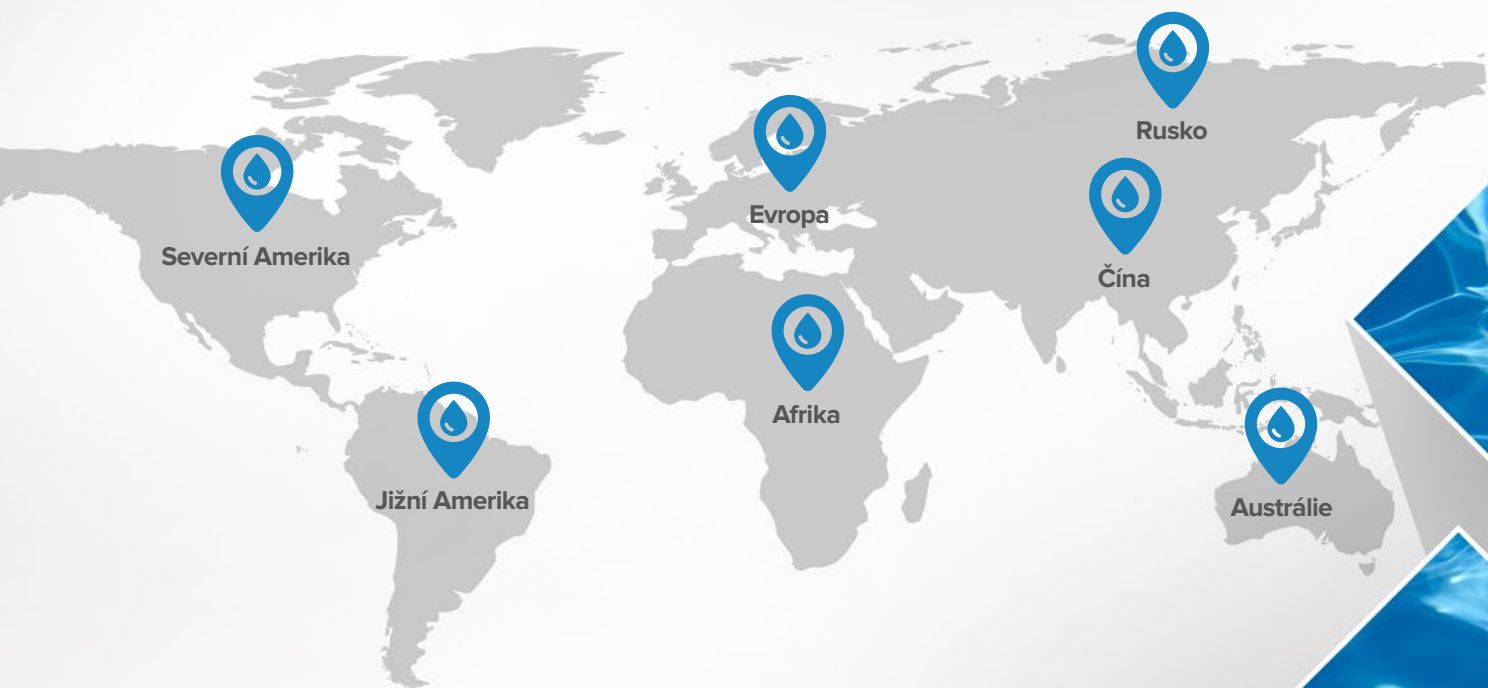 Rusko
Evropa
Severní Amerika
Čína
Afrika
Jižní Amerika
Austrálie